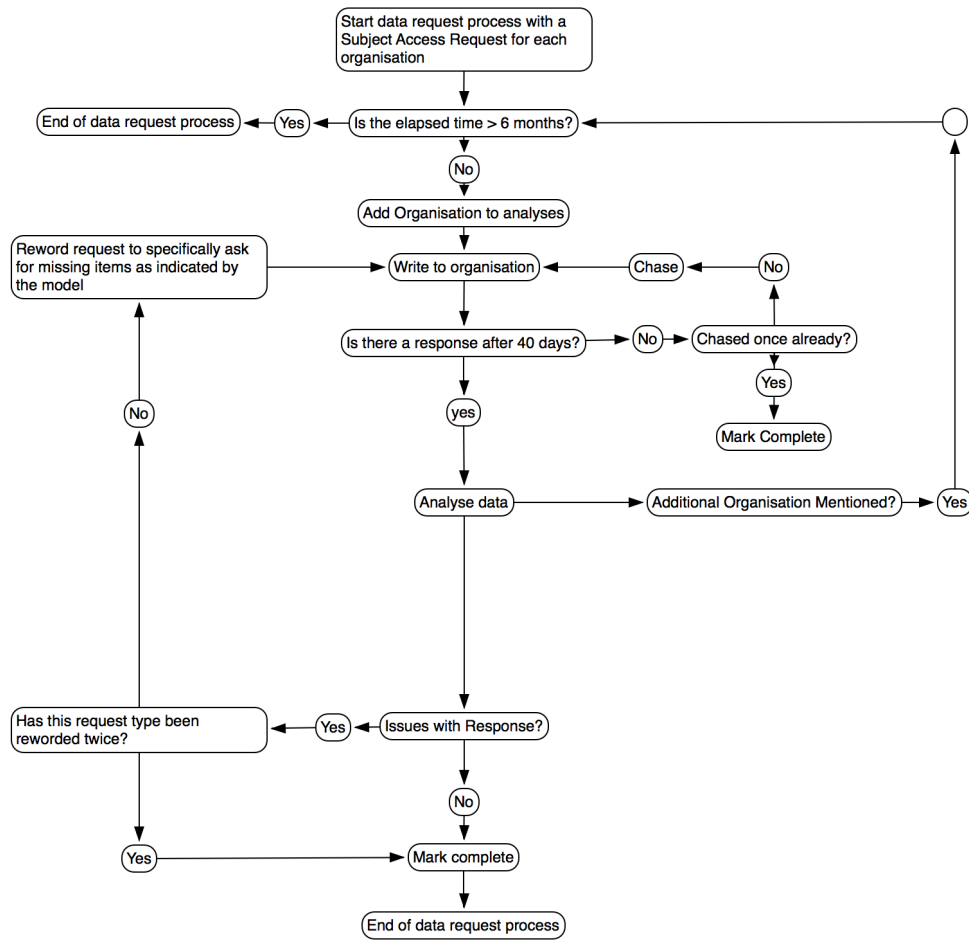 Start data request process with a
Subject Access Request for each
organisation
End of data request process
Yes
Is the elapsed time > 6 months?
No
Add Organisation to analyses
Reword request to specifically ask
for missing items as indicated by
the model
Write to organisation
Chase
No
Is there a response after 40 days?
No
Chased once already?
Yes
No
yes
Mark Complete
Analyse data
Additional Organisation Mentioned?
Yes
Has this request type been
reworded twice?
Yes
Issues with Response?
No
Yes
Mark complete
End of data request process